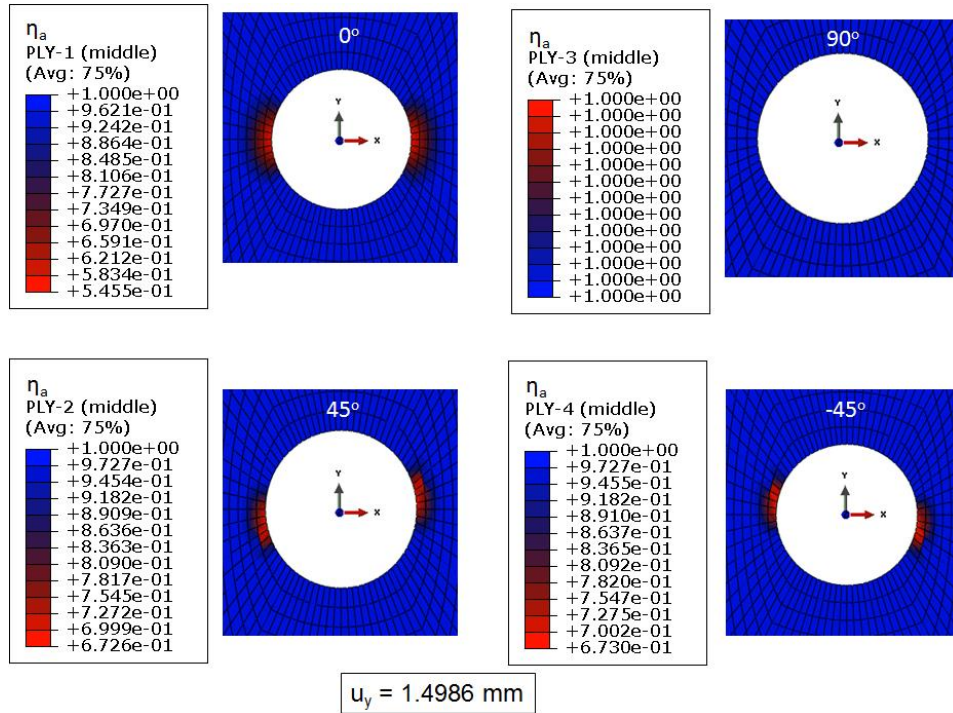 ηₐ
PLY-1 (middle)
(Avg: 75%)
+1.000e+00
+9.621e-01
+9.242e-01
+8.864e-01
+8.485e-01
+8.106e-01
+7.727e-01
+7.349e-01
+6.970e-01
+6.591e-01
+6.212e-01
+5.834e-01
+5.455e-01
0º
Y
X
ηₐ
PLY-3 (middle)
(Avg: 75%)
+1.000e+00
+1.000e+00
+1.000e+00
+1.000e+00
+1.000e+00
+1.000e+00
+1.000e+00
+1.000e+00
+1.000e+00
+1.000e+00
+1.000e+00
+1.000e+00
+1.000e+00
90º
Y
X
ηₐ
PLY-2 (middle)
(Avg: 75%)
+1.000e+00
+9.727e-01
+9.454e-01
+9.182e-01
+8.909e-01
+8.636e-01
+8.363e-01
+8.090e-01
+7.817e-01
+7.545e-01
+7.272e-01
+6.999e-01
+6.726e-01
45º
Y
X
ηₐ
PLY-4 (middle)
(Avg: 75%)
+1.000e+00
+9.727e-01
+9.455e-01
+9.182e-01
+8.910e-01
+8.637e-01
+8.365e-01
+8.092e-01
+7.820e-01
+7.547e-01
+7.275e-01
+7.002e-01
+6.730e-01
-45º
Y
X
u_y = 1.4986 mm